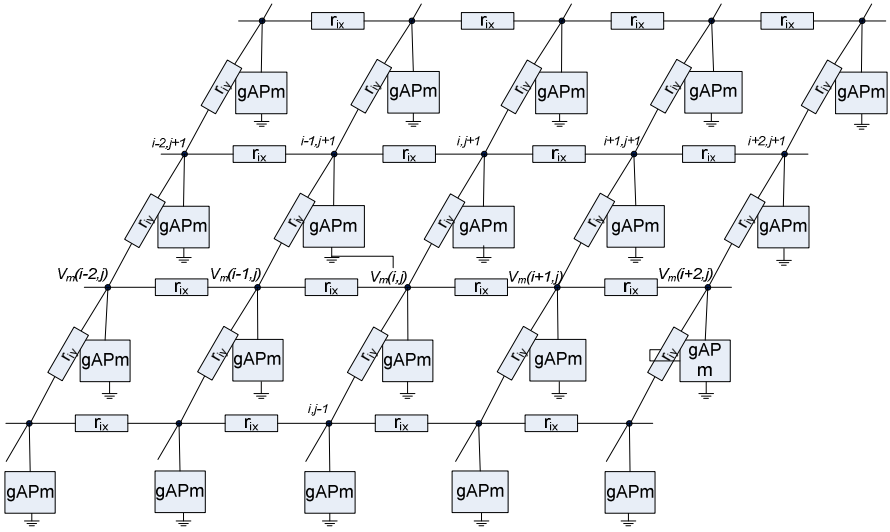 rix rix rix rix
riy riy riy riy riy
gAPm gAPm gAPm gAPm gAPm
i-2,j+1 i-1,j+1 i,j+1 i+1,j+1 i+2,j+1
rix rix rix rix
riy riy riy riy riy
gAPm gAPm gAPm gAPm gAPm
Vm(i-2,j) Vm(i-1,j) Vm(i,j) Vm(i+1,j) Vm(i+2,j)
rix rix rix rix
riy riy riy riy riy
gAPm gAPm gAPm gAPm gAP
m
i,j-1
rix rix rix rix
gAPm gAPm gAPm gAPm gAPm